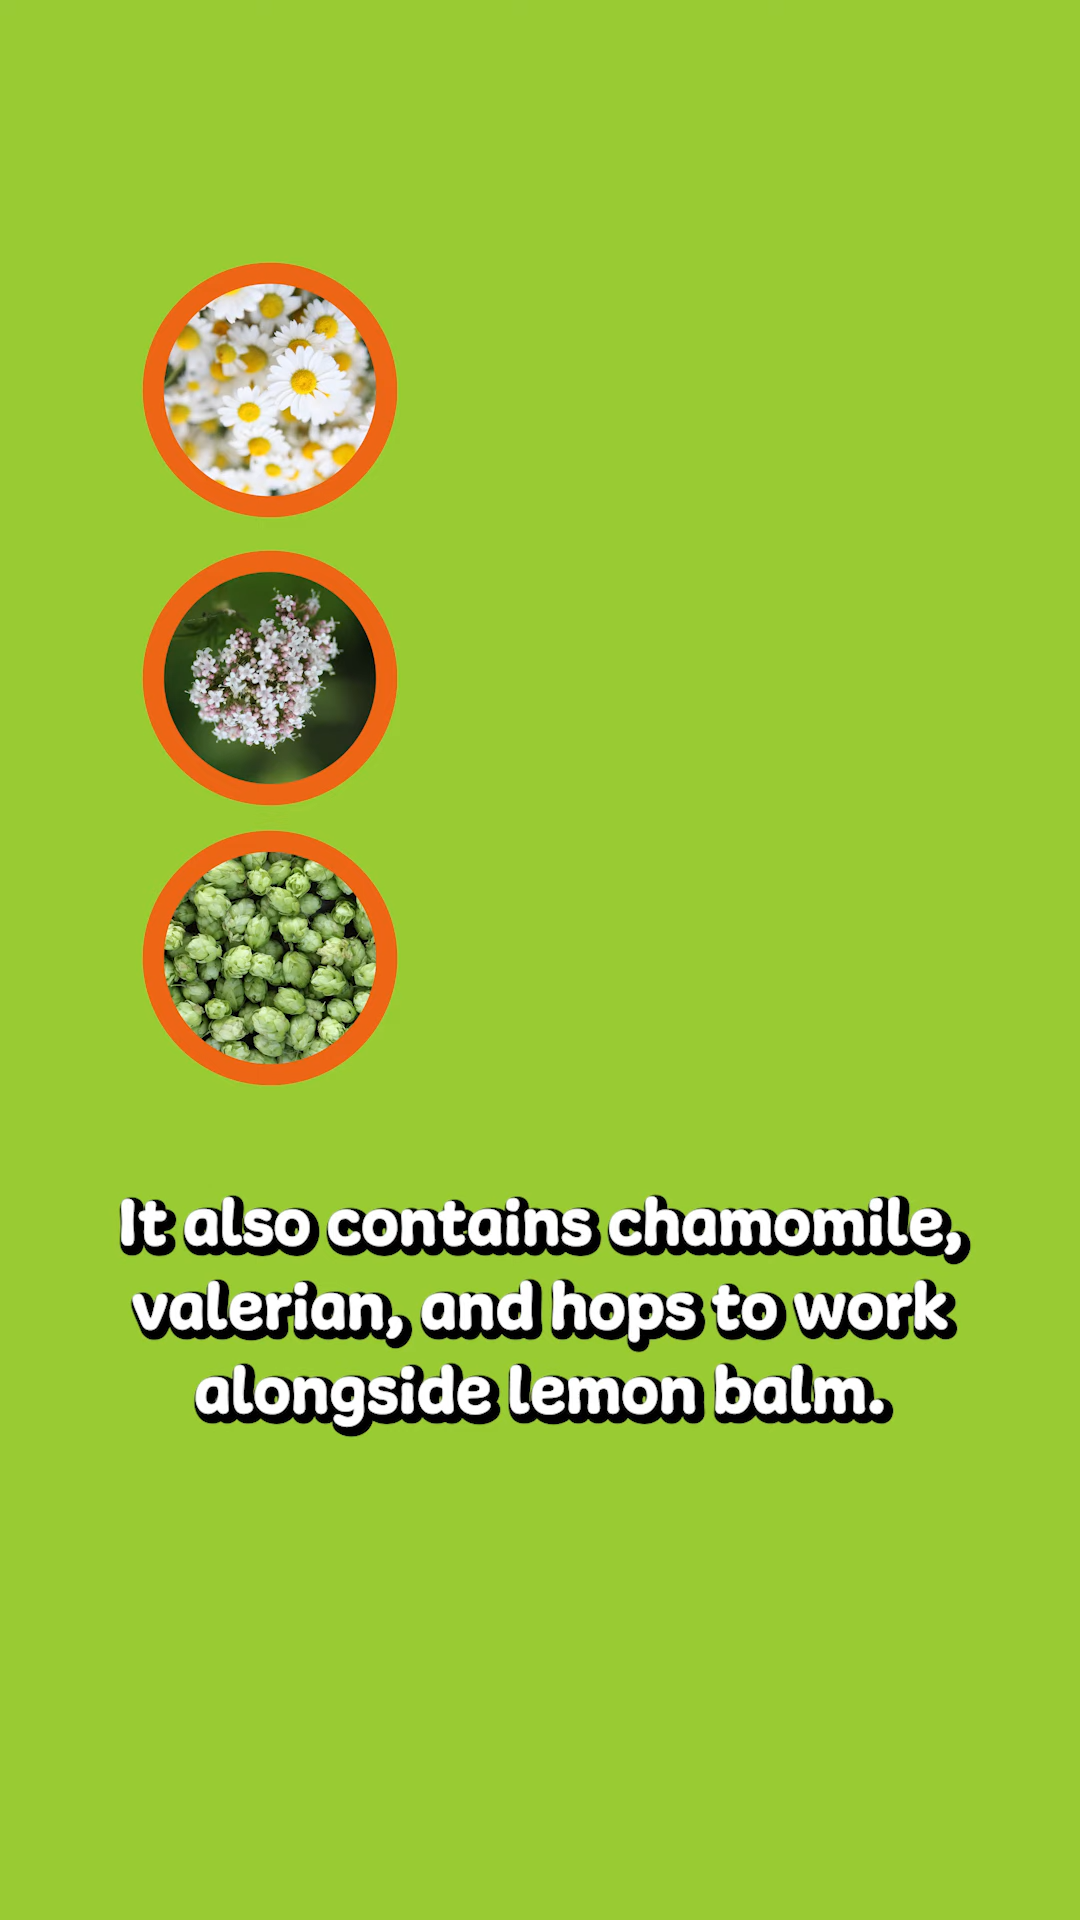 It also contains chamomile,
valerian, and hops to work
alongside lemon balm.